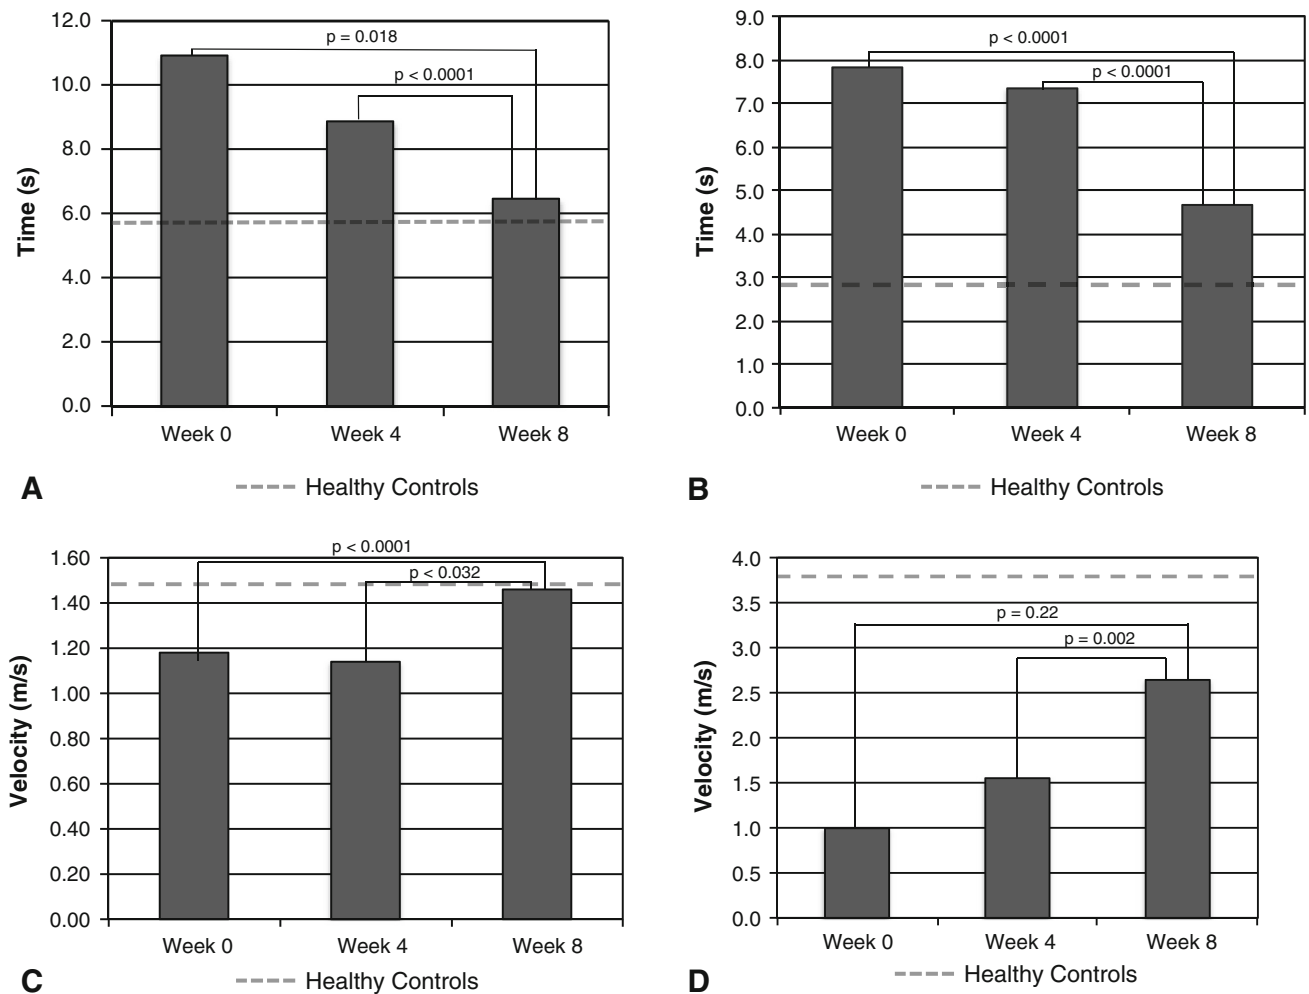 12.0
10.0
8.0
6.0
4.0
2.0
0.0
Time (s)
p = 0.018
p < 0.0001
Week 0 Week 4 Week 8
A
Healthy Controls
9.0
8.0
7.0
6.0
5.0
4.0
3.0
2.0
1.0
0.0
Time (s)
p < 0.0001
p < 0.0001
Week 0 Week 4 Week 8
B
Healthy Controls
1.60
1.40
1.20
1.00
0.80
0.60
0.40
0.20
0.00
Velocity (m/s)
p < 0.0001
p < 0.032
Week 0 Week 4 Week 8
C
Healthy Controls
4.0
3.5
3.0
2.5
2.0
1.5
1.0
0.5
0.0
Velocity (m/s)
p = 0.22
p = 0.002
Week 0 Week 4 Week 8
D
Healthy Controls